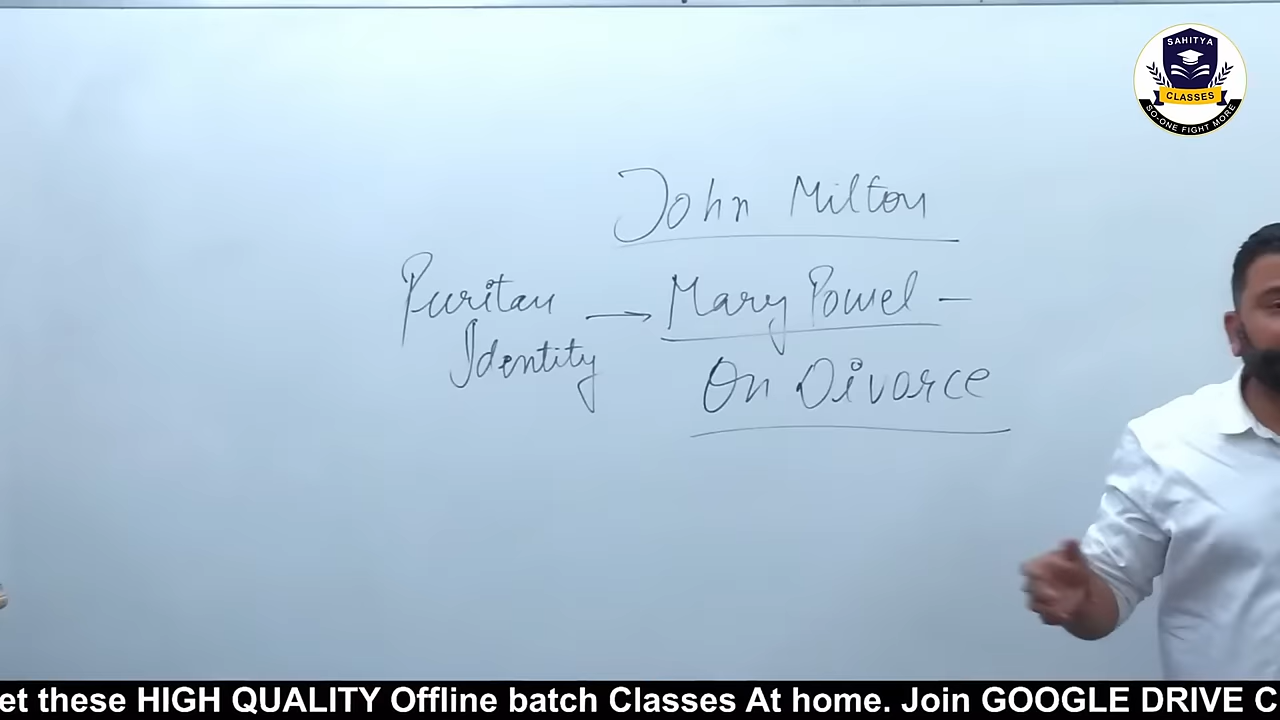 SAHITYA
CLASSES
SO-ONE FIGHT MORE
John Milton
Puritan → Mary Powel -
Identity
On Divorce
et these HIGH QUALITY Offline batch Classes At home. Join GOOGLE DRIVE C